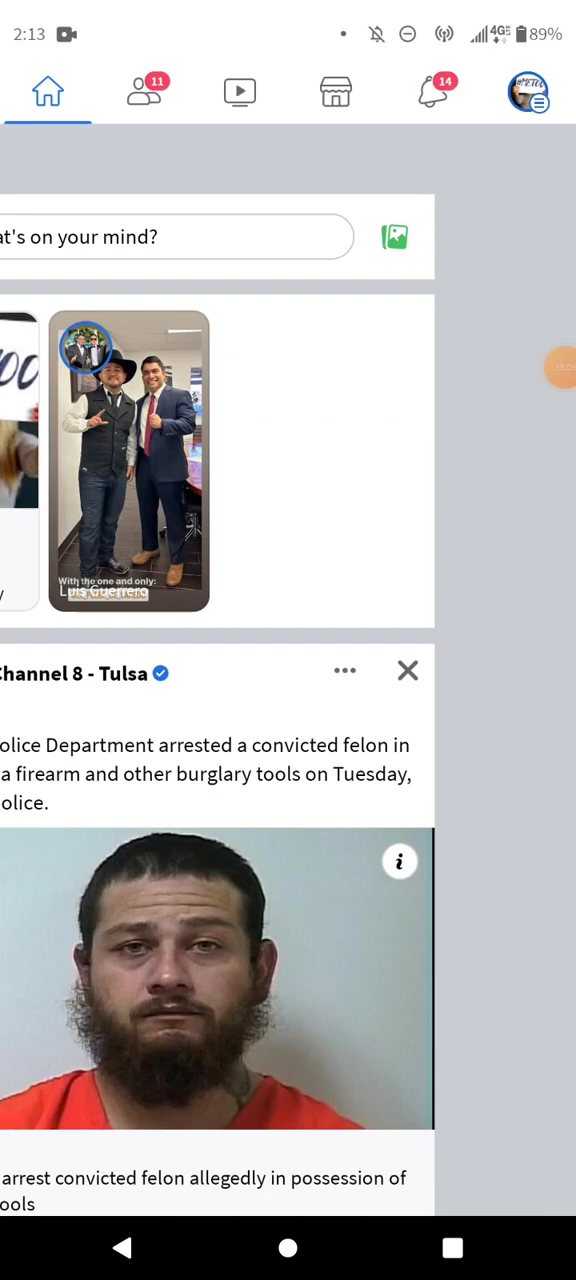 2:13
4G
89%
11
14
#METOO
at's on your mind?
With the one and only:
Luis Guerrero
y
Channel 8 - Tulsa
olice Department arrested a convicted felon in
a firearm and other burglary tools on Tuesday,
olice.
i
arrest convicted felon allegedly in possession of
ools